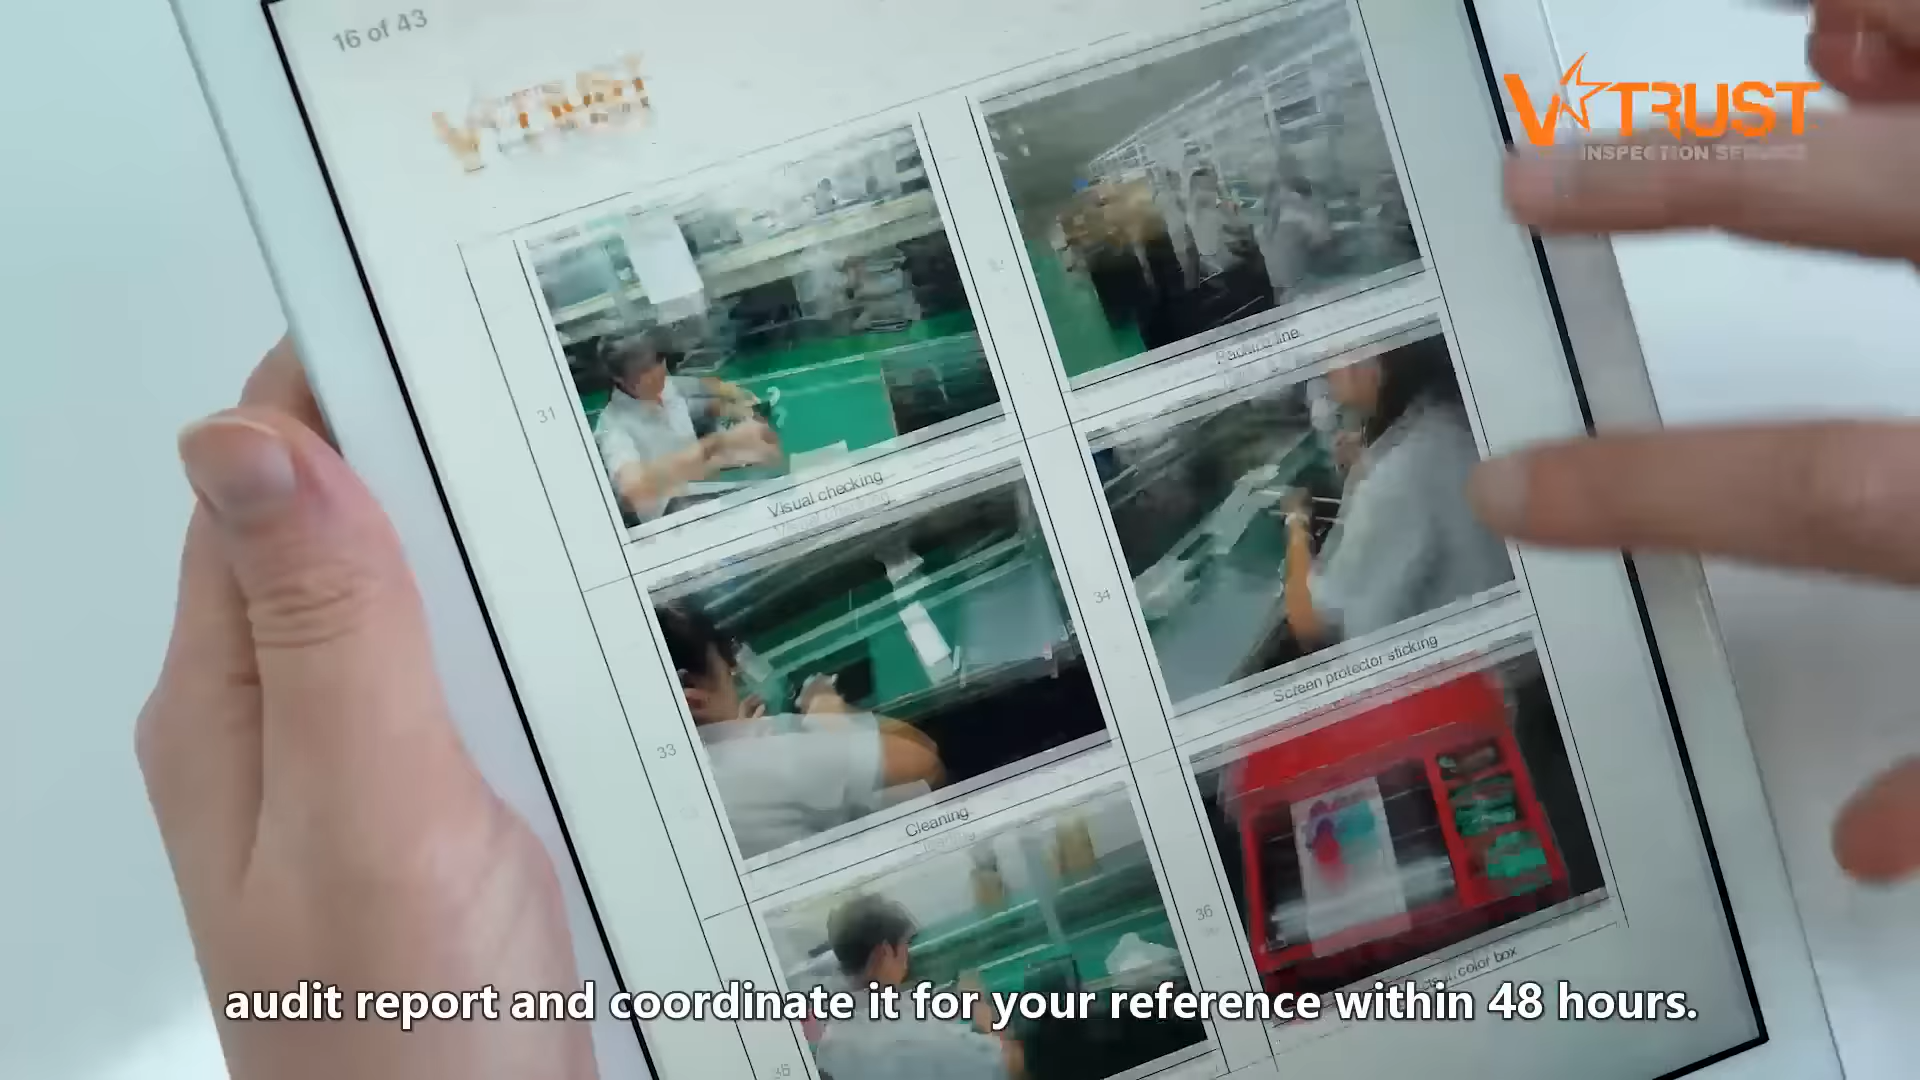 16 of 43
V TRUST
V TRUST
INSPECTION SERVICE
31
Visual checking
Packing line
33
Cleaning
34
Screen protector sticking
36
color box
audit report and coordinate it for your reference within 48 hours.